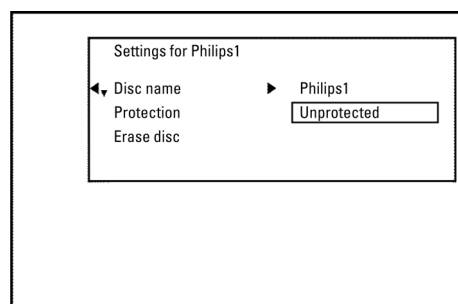 Settings for Philips1
Disc name Philips1
Protection Unprotected
Erase disc